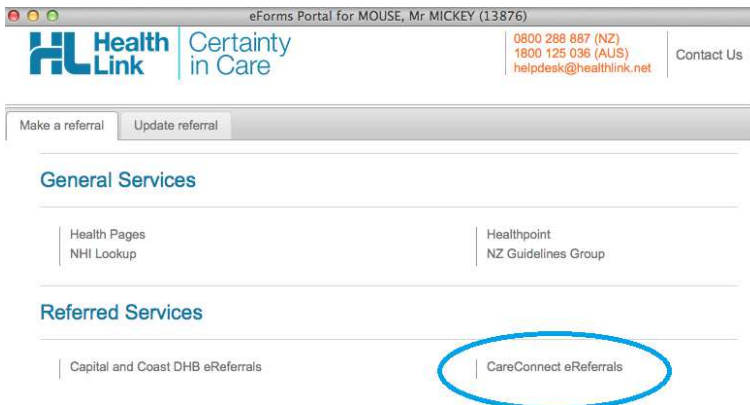 eForms Portal for MOUSE, Mr MICKEY (13876)
HL Health Link
Certainty in Care
0800 288 887 (NZ)
1800 125 036 (AUS)
helpdesk@healthlink.net
Contact Us
Make a referral
Update referral
General Services
Health Pages
Healthpoint
NHI Lookup
NZ Guidelines Group
Referred Services
Capital and Coast DHB eReferrals
CareConnect eReferrals